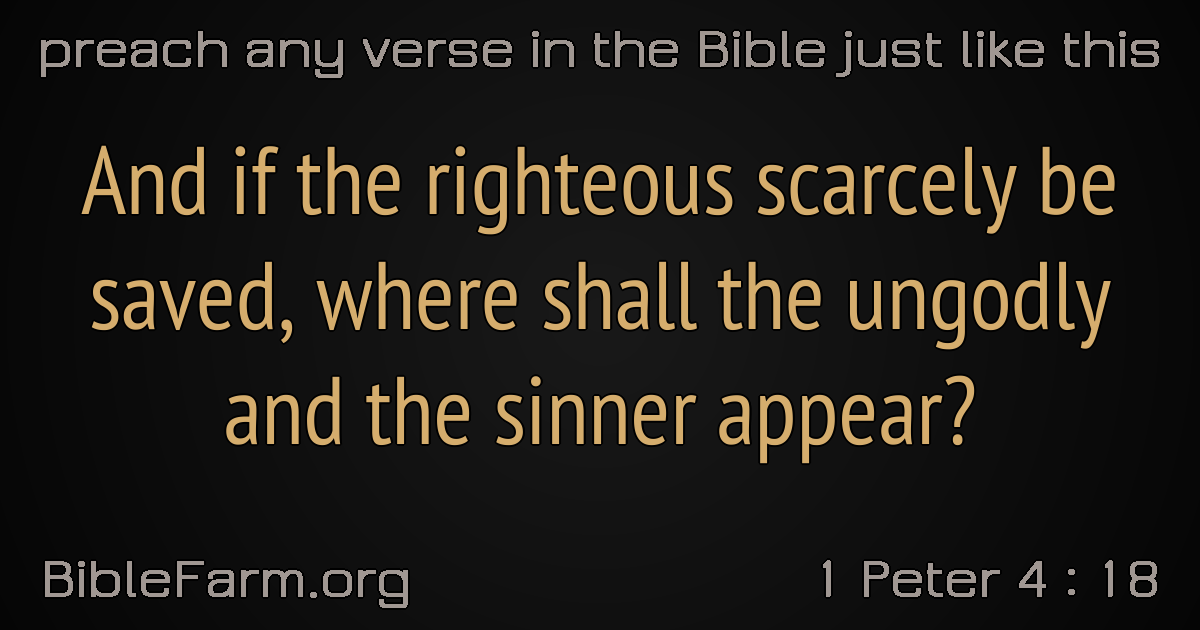 preach any verse in the Bible just like this
And if the righteous scarcely be
saved, where shall the ungodly
and the sinner appear?
BibleFarm.org
1 Peter 4 : 18